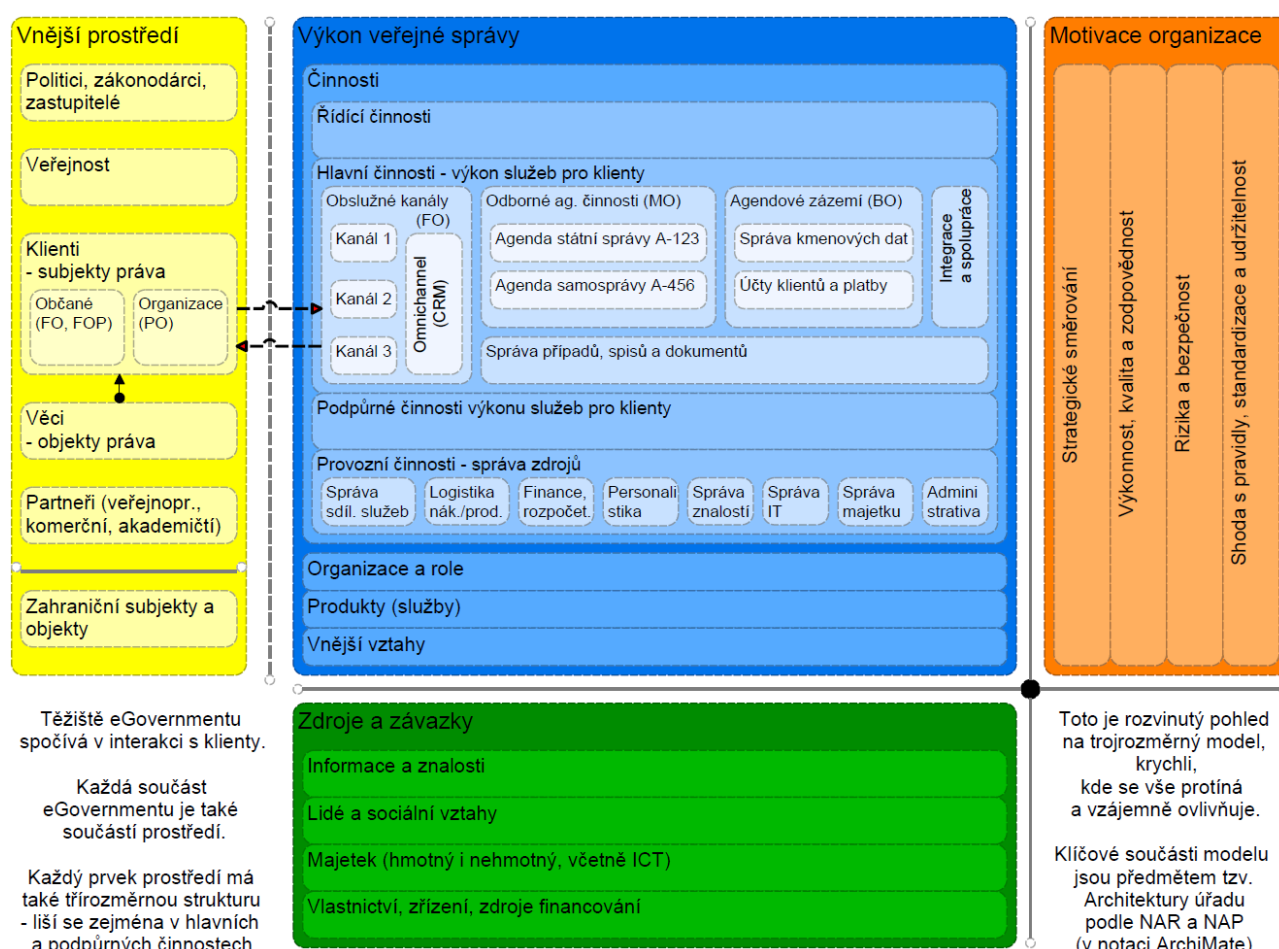 Vnější prostředí
Politici, zákonodárci,
zastupitelé
Veřejnost
Klienti
- subjekty práva
Občané
(FO, FOP)
Organizace
(PO)
Věci
- objekty práva
Partneři (veřejnopr.,
komerční, akademičtí)
Zahraniční subjekty a
objekty
Výkon veřejné správy
Činnosti
Řídící činnosti
Hlavní činnosti - výkon služeb pro klienty
Obslužné kanály
(FO)
Kanál 1
Kanál 2
Kanál 3
Omnichannel
(CRM)
Odborné ag. činnosti (MO)
Agenda státní správy A-123
Agenda samosprávy A-456
Agendové zázemí (BO)
Správa kmenových dat
Účty klientů a platby
Integrace
a spolupráce
Správa případů, spisů a dokumentů
Podpůrné činnosti výkonu služeb pro klienty
Provozní činnosti - správa zdrojů
Správa
sdíl. služeb
Logistika
nák./prod.
Finance,
rozpočet.
Personali
stika
Správa
znalostí
Správa
IT
Správa
majetku
Admini
strativa
Organizace a role
Produkty (služby)
Vnější vztahy
Motivace organizace
Strategické směrování
Výkonnost, kvalita a zodpovědnost
Rizika a bezpečnost
Shoda s pravidly, standardizace a udržitelnost
Těžiště eGovernmentu
spočívá v interakci s klienty.
Každá součást
eGovernmentu je také
součástí prostředí.
Každý prvek prostředí má
také třírozměrnou strukturu
- liší se zejména v hlavních
a podpůrných činnostech
Zdroje a závazky
Informace a znalosti
Lidé a sociální vztahy
Majetek (hmotný i nehmotný, včetně ICT)
Vlastnictví, zřízení, zdroje financování
Toto je rozvinutý pohled
na trojrozměrný model,
krychli,
kde se vše protíná
a vzájemně ovlivňuje.
Klíčové součásti modelu
jsou předmětem tzv.
Architektury úřadu
podle NAR a NAP
(v notaci ArchiMate)